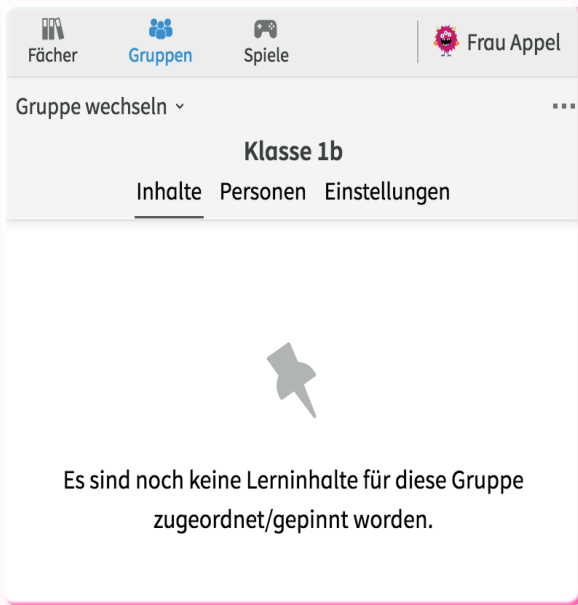 Fächer
Gruppen
Spiele
Frau Appel
Gruppe wechseln
Klasse 1b
Inhalte Personen Einstellungen
Es sind noch keine Lerninhalte für diese Gruppe
zugeordnet/gepinnt worden.